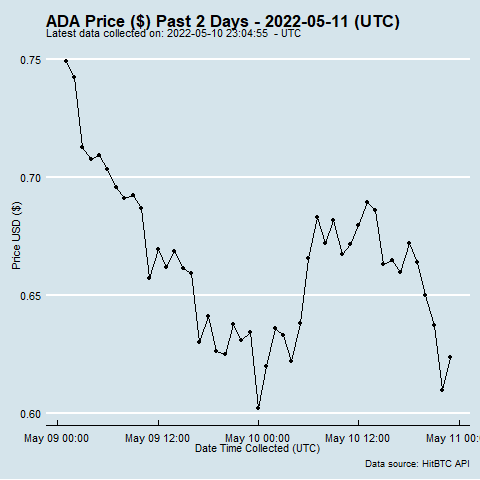 ADA Price ($) Past 2 Days - 2022-05-11 (UTC)
Latest data collected on: 2022-05-10 23:04:55  - UTC
0.75
0.70
0.65
0.60
Price USD ($)
May 09 00:00 May 09 12:00 May 10 00:00 May 10 12:00 May 11 00:0
Date Time Collected (UTC)
Data source: HitBTC API